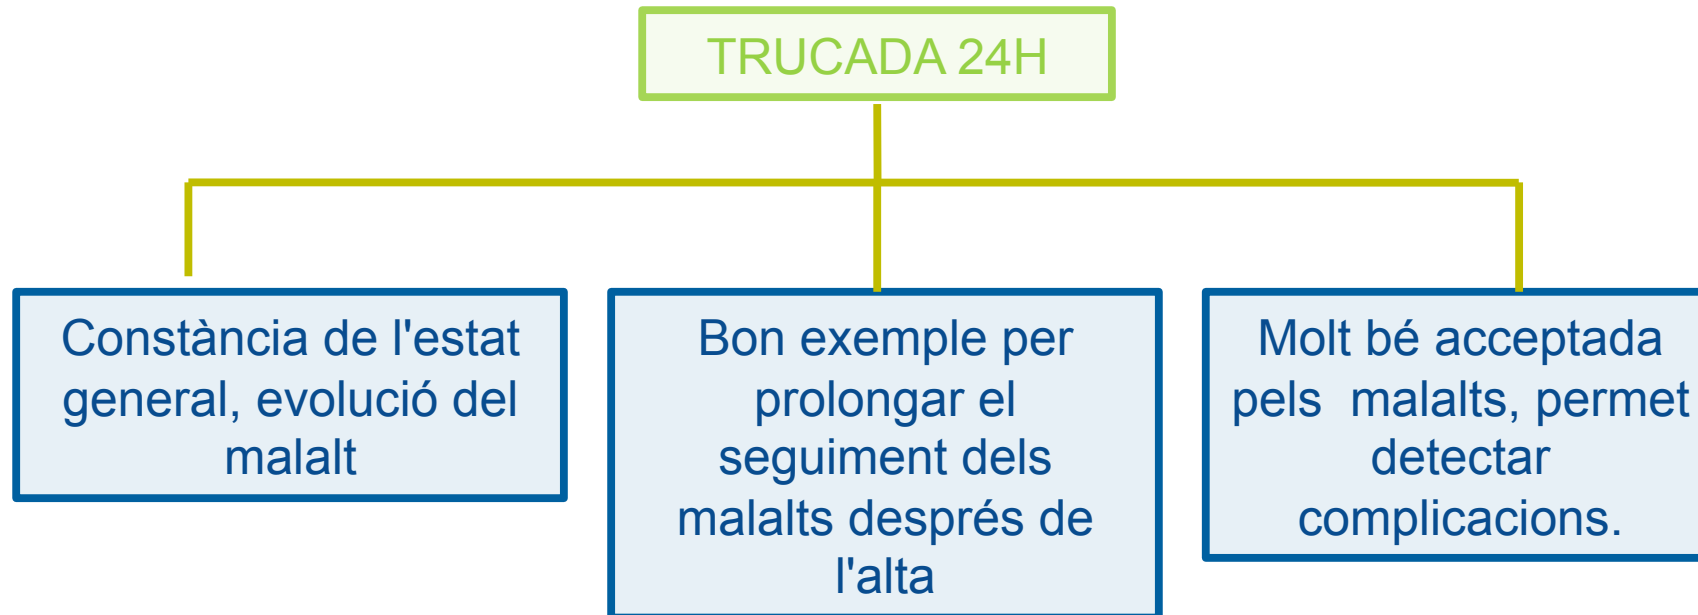 TRUCADA 24H
Constància de l'estat
general, evolució del
malalt
Bon exemple per
prolongar el
seguiment dels
malalts després de
l'alta
Molt bé acceptada
pels  malalts, permet
detectar
complicacions.